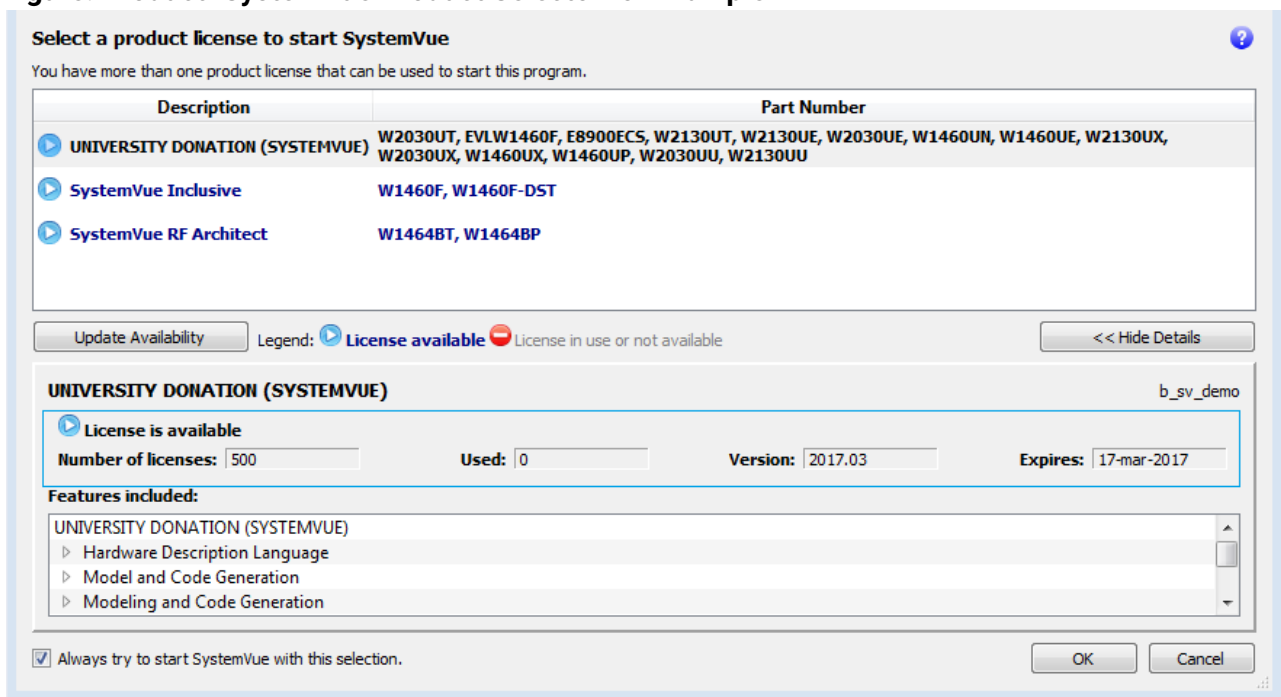 Select a product license to start SystemVue
You have more than one product license that can be used to start this program.
Description Part Number
UNIVERSITY DONATION (SYSTEMVUE) W2030UT, EVLW1460F, E8900ECS, W2130UT, W2130UE, W2030UE, W1460UN, W1460UE, W2130UX,
W2030UX, W1460UX, W1460UP, W2030UU, W2130UU
SystemVue Inclusive W1460F, W1460F-DST
SystemVue RF Architect W1464BT, W1464BP
Update Availability Legend: License available License in use or not available << Hide Details
UNIVERSITY DONATION (SYSTEMVUE) b_sv_demo
License is available
Number of licenses: 500 Used: 0 Version: 2017.03 Expires: 17-mar-2017
Features included:
UNIVERSITY DONATION (SYSTEMVUE)
Hardware Description Language
Model and Code Generation
Modeling and Code Generation
Always try to start SystemVue with this selection. OK Cancel